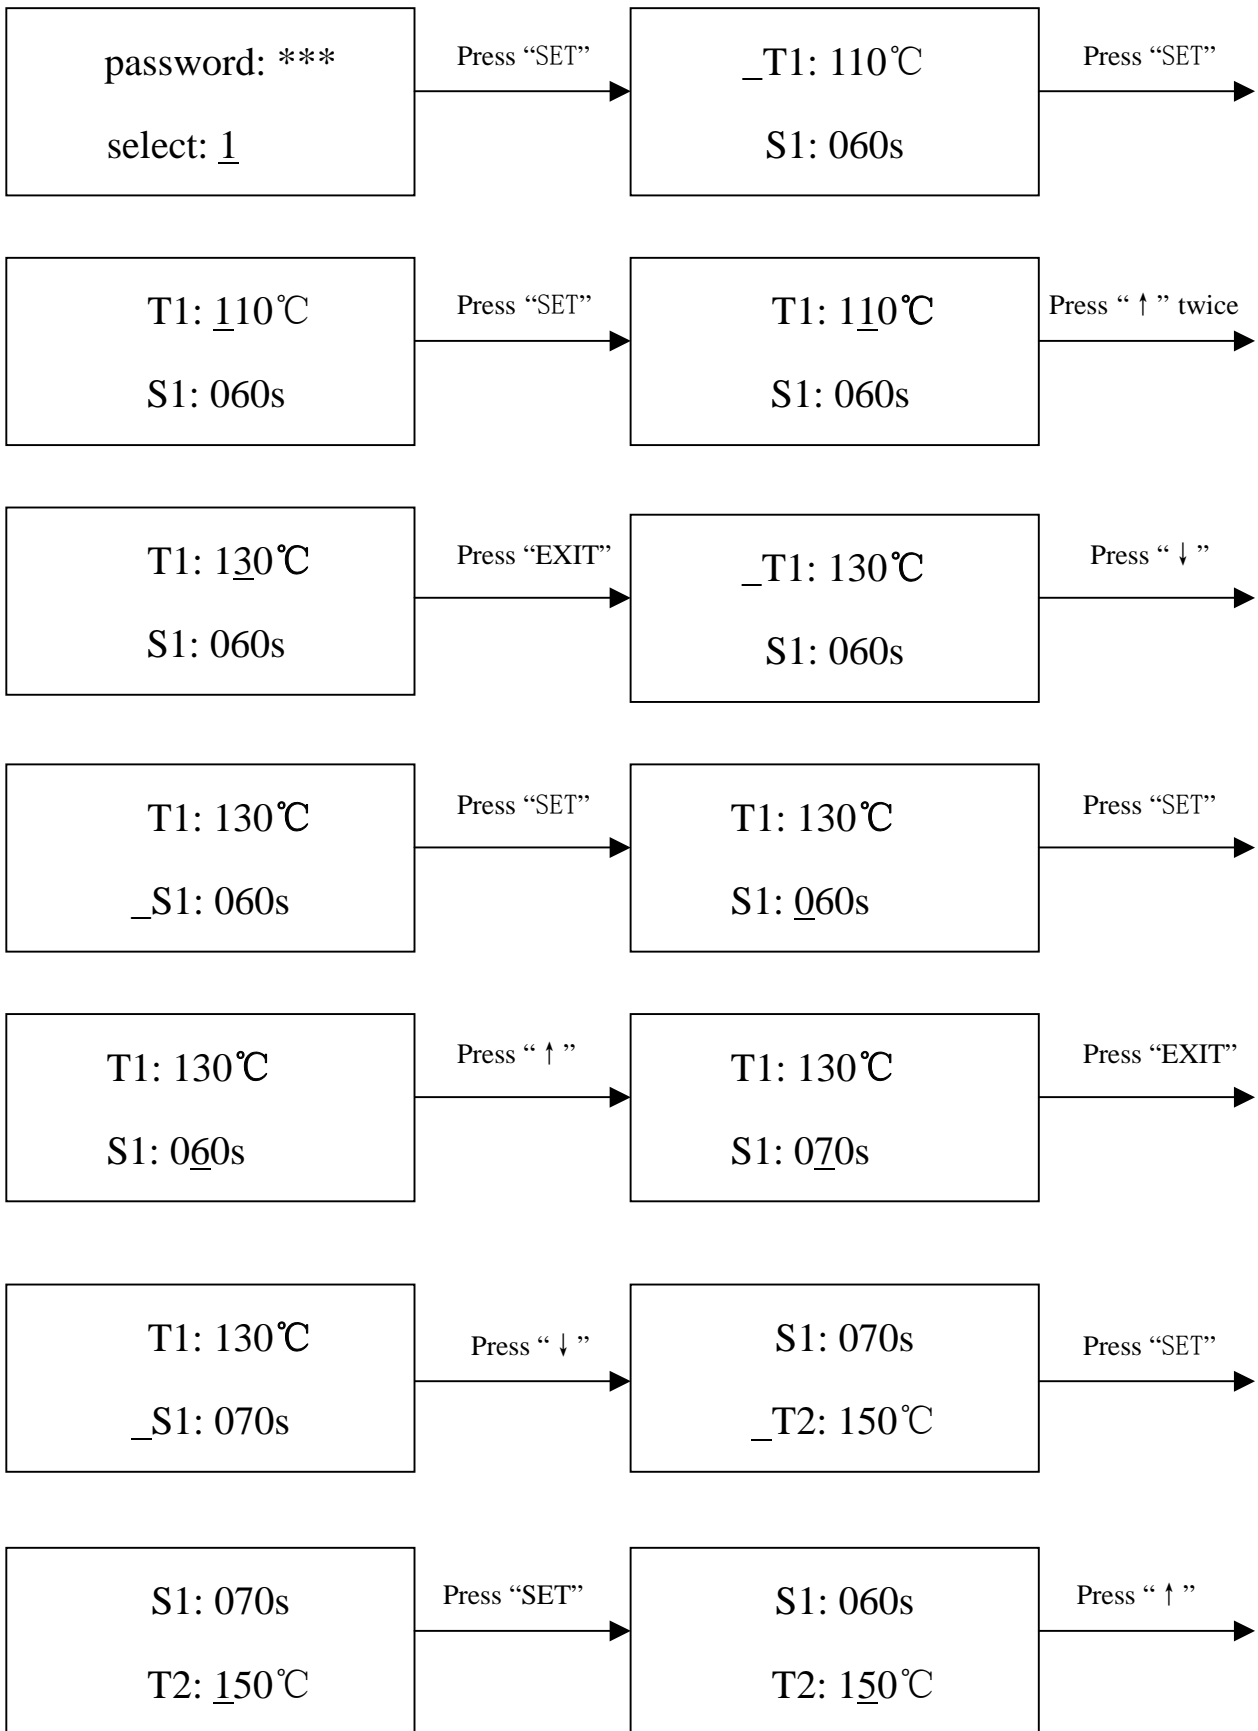 password: ***
select: 1
Press “SET”
_T1: 110℃
S1: 060s
Press “SET”
T1: 110℃
S1: 060s
Press “SET”
T1: 110℃
S1: 060s
Press “↑” twice
T1: 130℃
S1: 060s
Press “EXIT”
_T1: 130℃
S1: 060s
Press “↓”
T1: 130℃
_S1: 060s
Press “SET”
T1: 130℃
S1: 060s
Press “SET”
T1: 130℃
S1: 060s
Press “↑”
T1: 130℃
S1: 070s
Press “EXIT”
T1: 130℃
_S1: 070s
Press “↓”
S1: 070s
_T2: 150℃
Press “SET”
S1: 070s
T2: 150℃
Press “SET”
S1: 060s
T2: 150℃
Press “↑”